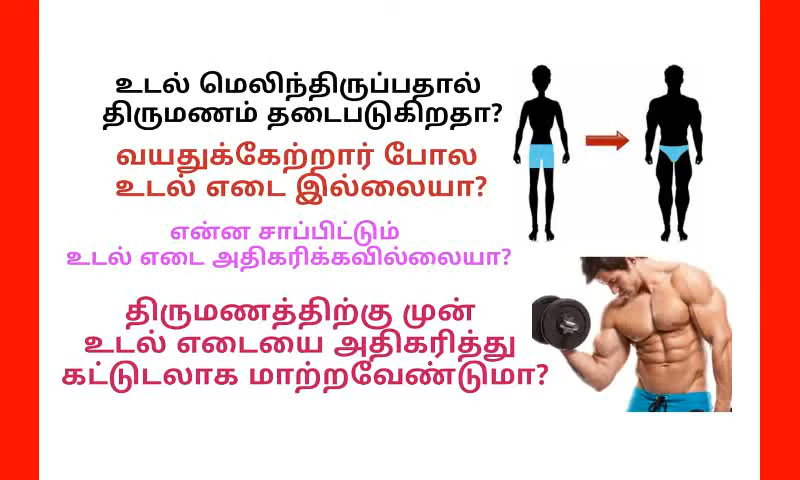 உடல் மெலிந்திருப்பதால்
திருமணம் தடைபடுகிறதா?
வயதுக்கேற்றார் போல
உடல் எடை இல்லையா?
என்ன சாப்பிட்டும்
உடல் எடை அதிகரிக்கவில்லையா?
திருமணத்திற்கு முன்
உடல் எடையை அதிகரித்து
கட்டுடலாக மாற்றவேண்டுமா?